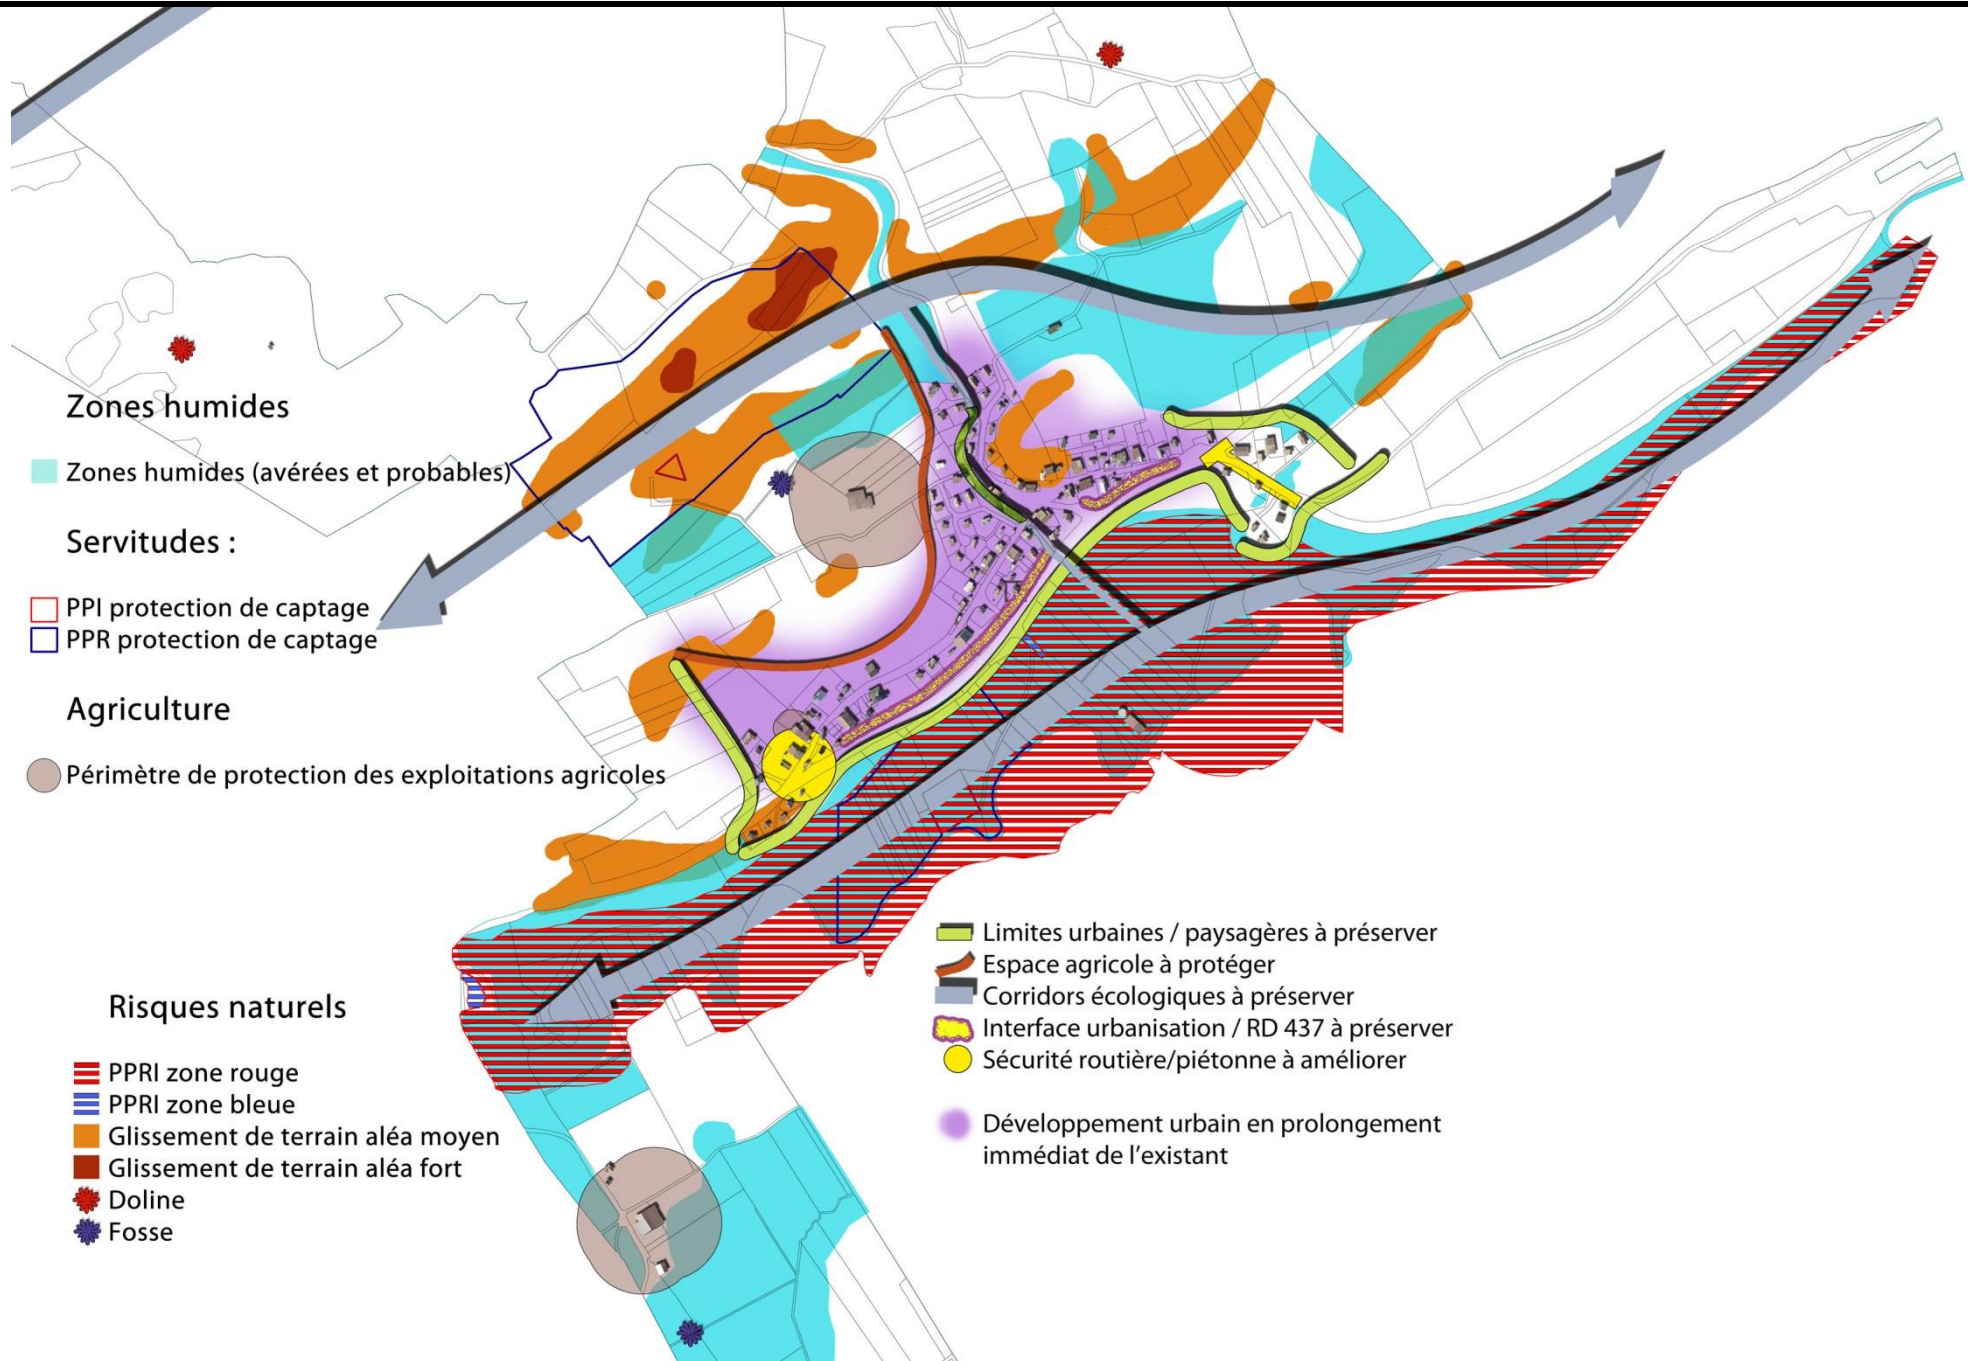 Zones humides
Zones humides (avérées et probables)
Servitudes :
PPI protection de captage
PPR protection de captage
Agriculture
Périmètre de protection des exploitations agricoles
Risques naturels
PPRI zone rouge
PPRI zone bleue
Glissement de terrain aléa moyen
Glissement de terrain aléa fort
Doline
Fosse
Limites urbaines / paysagères à préserver
Espace agricole à protéger
Corridors écologiques à préserver
Interface urbanisation / RD 437 à préserver
Sécurité routière/piétonne à améliorer
Développement urbain en prolongement
immédiat de l'existant